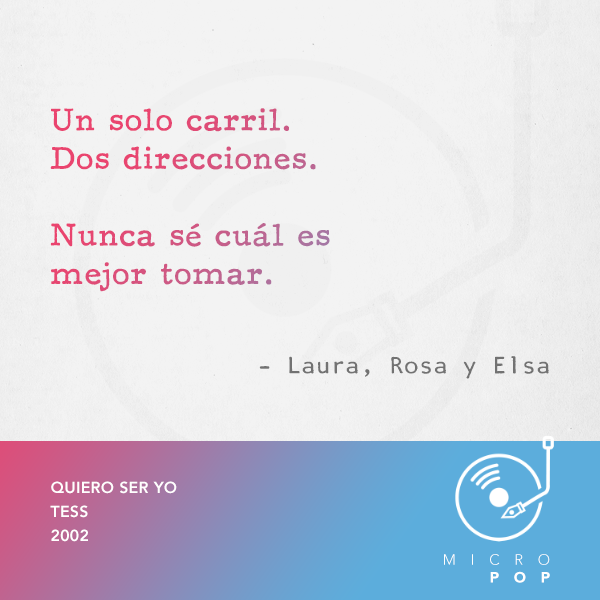 Un solo carril.
Dos direcciones.
Nunca sé cuál es
mejor tomar.
– Laura, Rosa y Elsa
QUIERO SER YO
TESS
2002
MICRO
POP